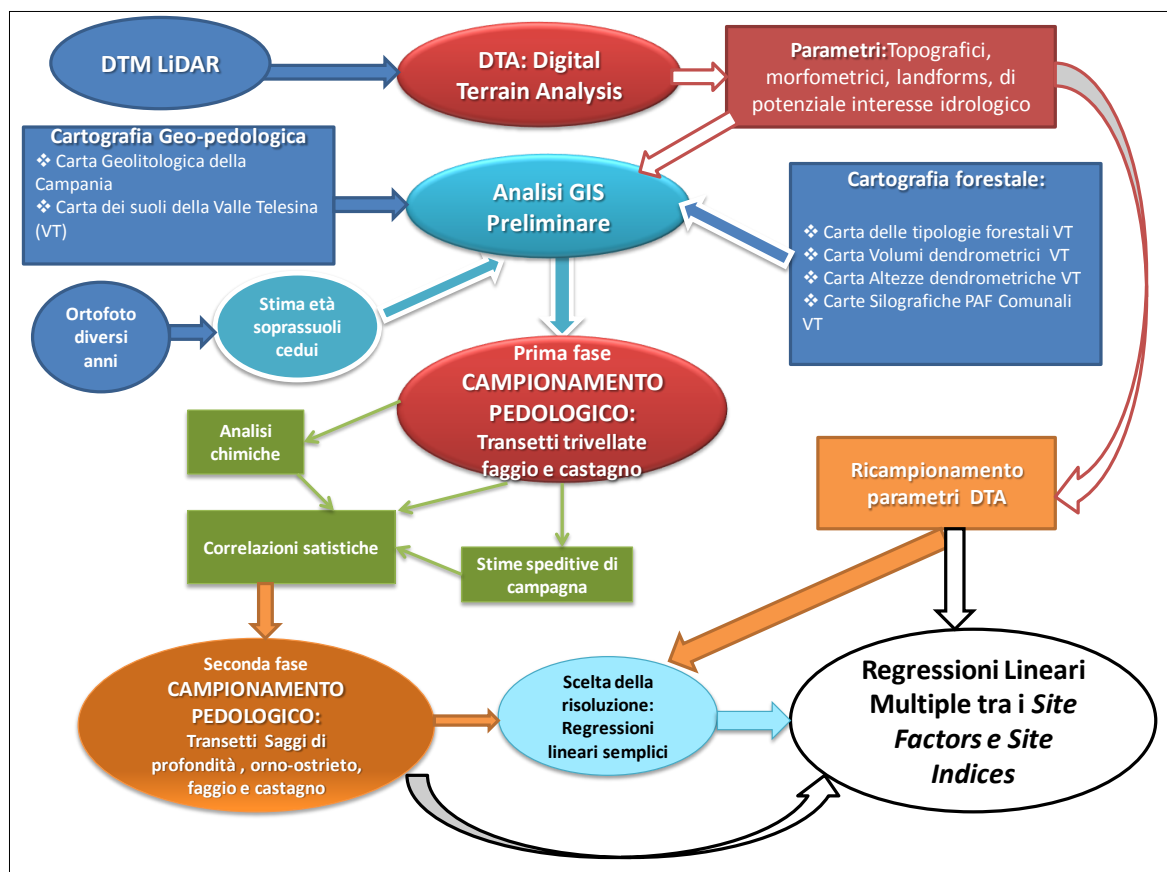 DTM LiDAR
DTA: Digital
Terrain Analysis
Parametri:Topografici,
morfometrici, landforms, di
potenziale interesse idrologico
Cartografia Geo-pedologica
❖ Carta Geolitologica della
Campania
❖ Carta dei suoli della Valle Telesina
(VT)
Analisi GIS
Preliminare
Cartografia forestale:
❖ Carta delle tipologie forestali VT
❖ Carta Volumi dendrometrici VT
❖ Carta Altezze dendrometriche VT
❖ Carte Silografiche PAF Comunali
VT
Ortofoto
diversi
anni
Stima età
soprassuoli
cedui
Prima fase
CAMPIONAMENTO
PEDOLOGICO:
Transetti trivellate
faggio e castagno
Analisi
chimiche
Correlazioni satistiche
Stime speditive di
campagna
Ricampionamento
parametri DTA
Seconda fase
CAMPIONAMENTO
PEDOLOGICO:
Transetti Saggi di
profondità , orno-ostrieto,
faggio e castagno
Scelta della
risoluzione:
Regressioni
lineari semplici
Regressioni Lineari
Multiple tra i Site
Factors e Site
Indices